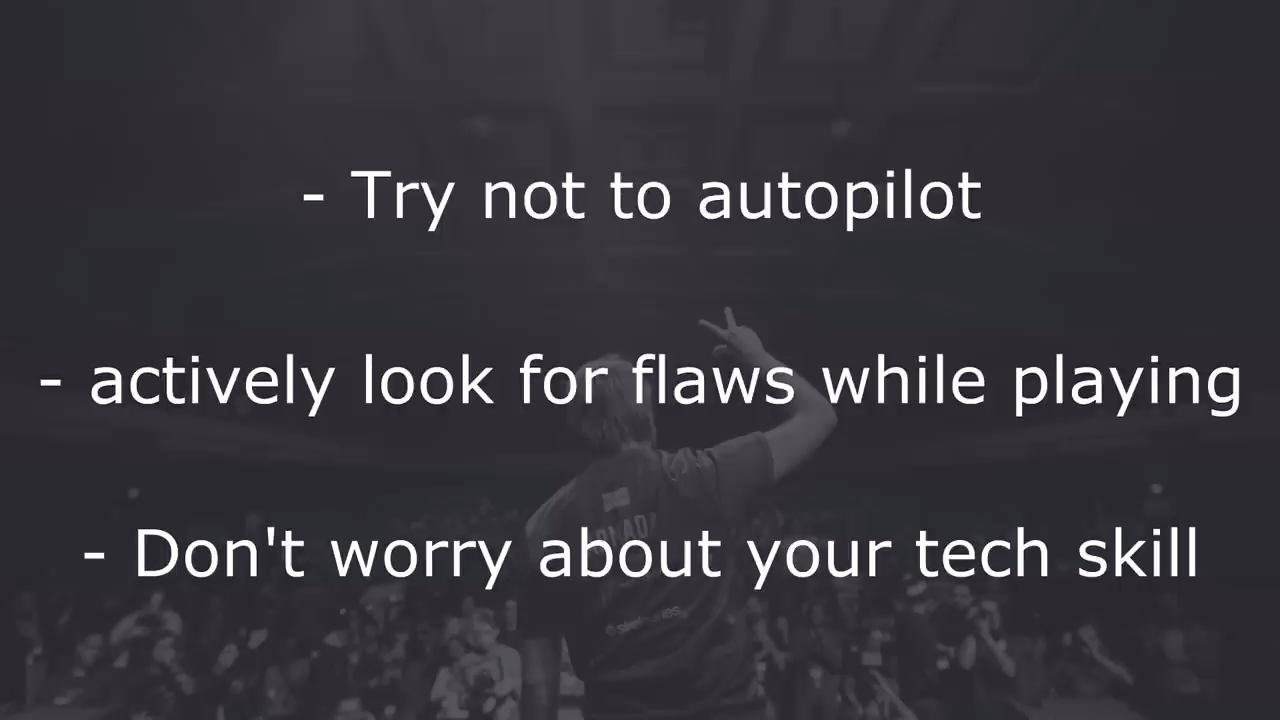 - Try not to autopilot
- actively look for flaws while playing
- Don't worry about your tech skill